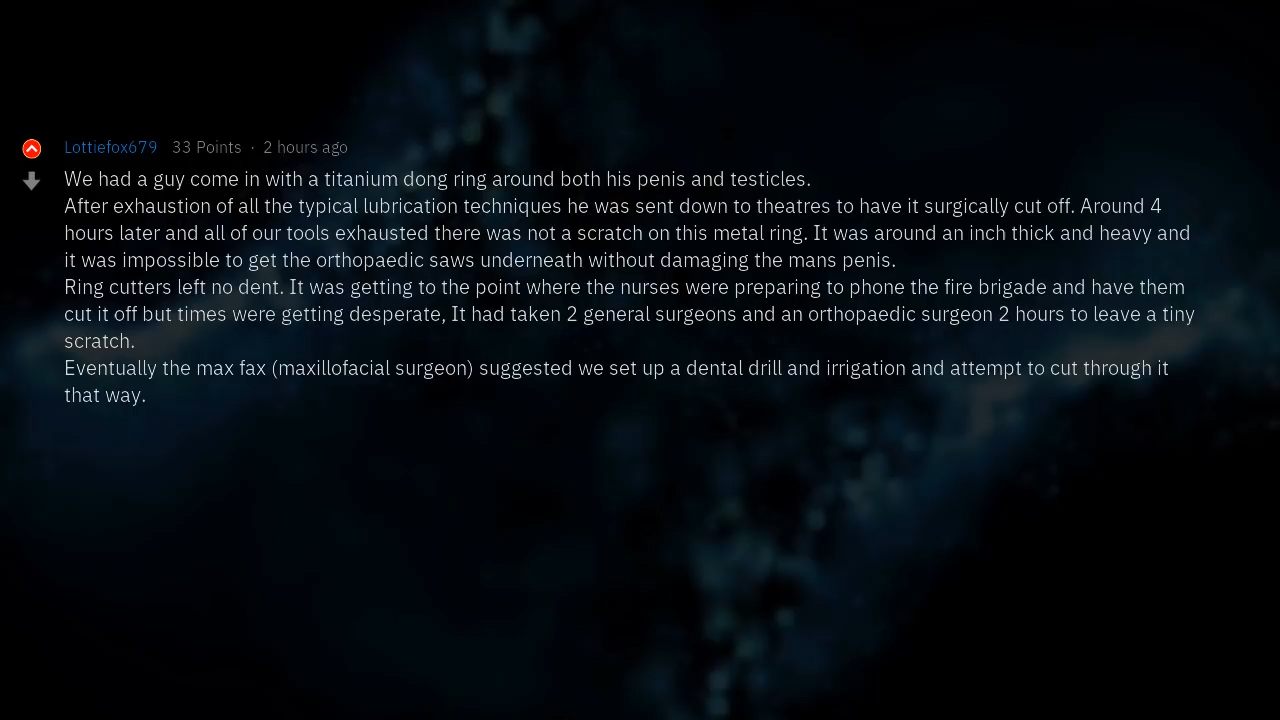 Lottiefox679 33 Points · 2 hours ago
We had a guy come in with a titanium dong ring around both his penis and testicles.
After exhaustion of all the typical lubrication techniques he was sent down to theatres to have it surgically cut off. Around 4
hours later and all of our tools exhausted there was not a scratch on this metal ring. It was around an inch thick and heavy and
it was impossible to get the orthopaedic saws underneath without damaging the mans penis.
Ring cutters left no dent. It was getting to the point where the nurses were preparing to phone the fire brigade and have them
cut it off but times were getting desperate, It had taken 2 general surgeons and an orthopaedic surgeon 2 hours to leave a tiny
scratch.
Eventually the max fax (maxillofacial surgeon) suggested we set up a dental drill and irrigation and attempt to cut through it
that way.